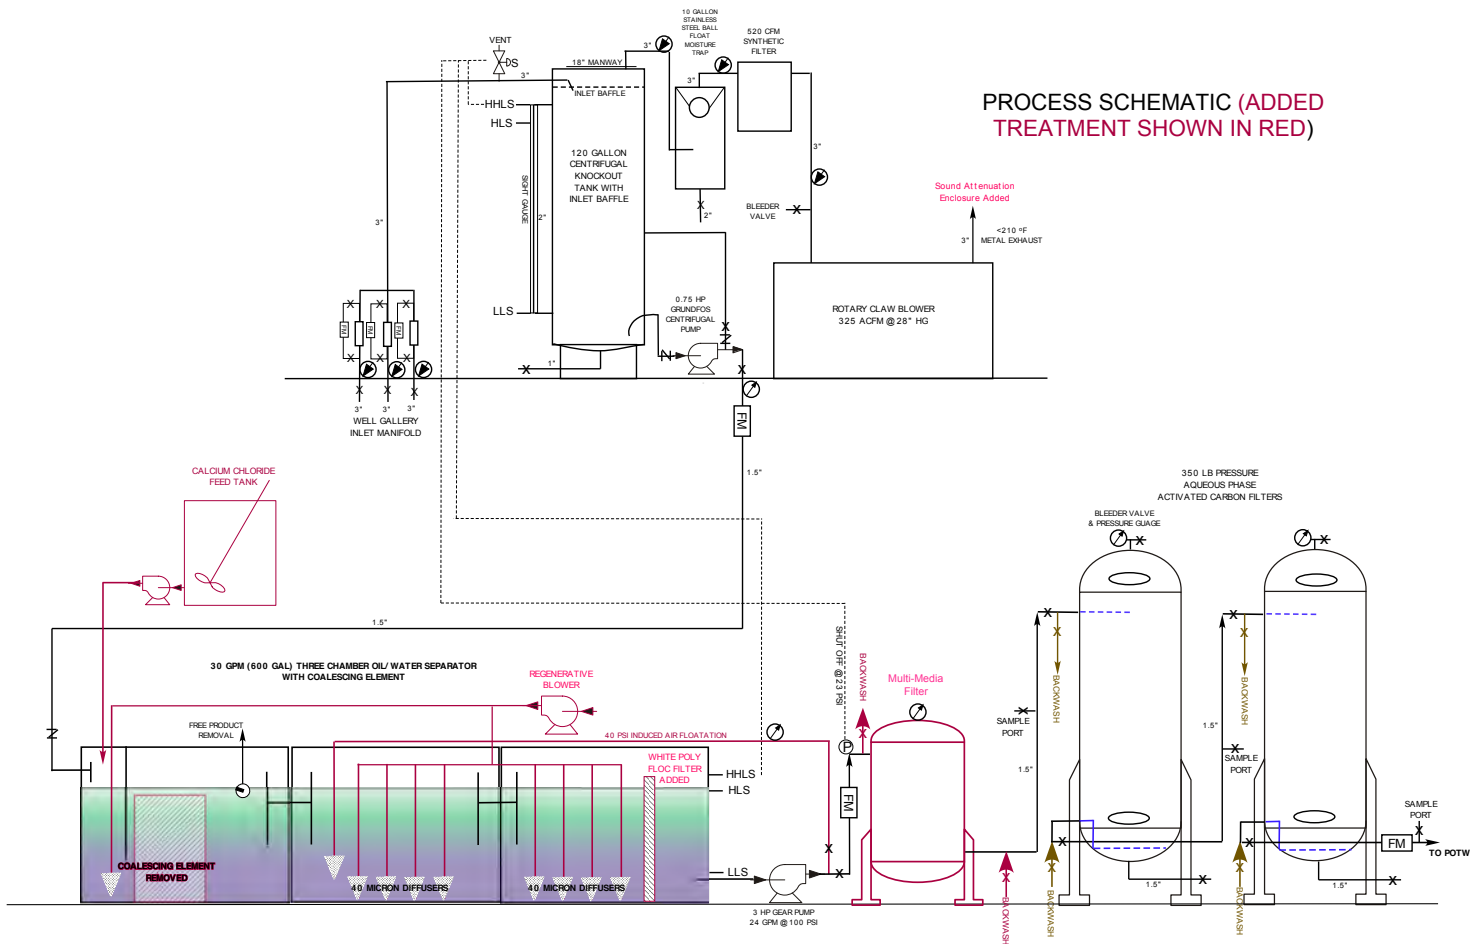 10 GALLON
STAINLESS
STEEL BALL
FLOAT
MOISTURE
TRAP
520 CFM
SYNTHETIC
FILTER
VENT
S
3"
18" MANWAY
3"
3"
INLET BAFFLE
HHLS
HLS
PROCESS SCHEMATIC (ADDED
TREATMENT SHOWN IN RED)
120 GALLON
CENTRIFUGAL
KNOCKOUT
TANK WITH
INLET BAFFLE
3"
SIGHT GAUGE
2"
3"
2"
BLEEDER
VALVE
Sound Attenuation
Enclosure Added
<210 ºF
METAL EXHAUST
3"
LLS
0.75 HP
GRUNDFOS
CENTRIFUGAL
PUMP
ROTARY CLAW BLOWER
325 ACFM @ 28" HG
FM
FM
FM
1"
3"
3"
3"
WELL GALLERY
INLET MANIFOLD
FM
1.5"
CALCIUM CHLORIDE
FEED TANK
350 LB PRESSURE
AQUEOUS PHASE
ACTIVATED CARBON FILTERS
BLEEDER VALVE
& PRESSURE GUAGE
1.5"
30 GPM (600 GAL) THREE CHAMBER OIL/ WATER SEPARATOR
WITH COALESCING ELEMENT
REGENERATIVE
BLOWER
SHUT OFF @ 23 PSI
BACKWASH
Multi-Media
Filter
BACKWASH
BACKWASH
FREE PRODUCT
REMOVAL
40 PSI INDUCED AIR FLOATATION
WHITE POLY
FLOC FILTER
ADDED
P
SAMPLE
PORT
1.5"
1.5"
SAMPLE
PORT
HHLS
HLS
FM
SAMPLE
PORT
FM
TO POTW
COALESCING ELEMENT
REMOVED
40 MICRON DIFFUSERS
40 MICRON DIFFUSERS
LLS
1.5"
1.5"
3 HP GEAR PUMP
24 GPM @ 100 PSI
BACKWASH
BACKWASH
BACKWASH